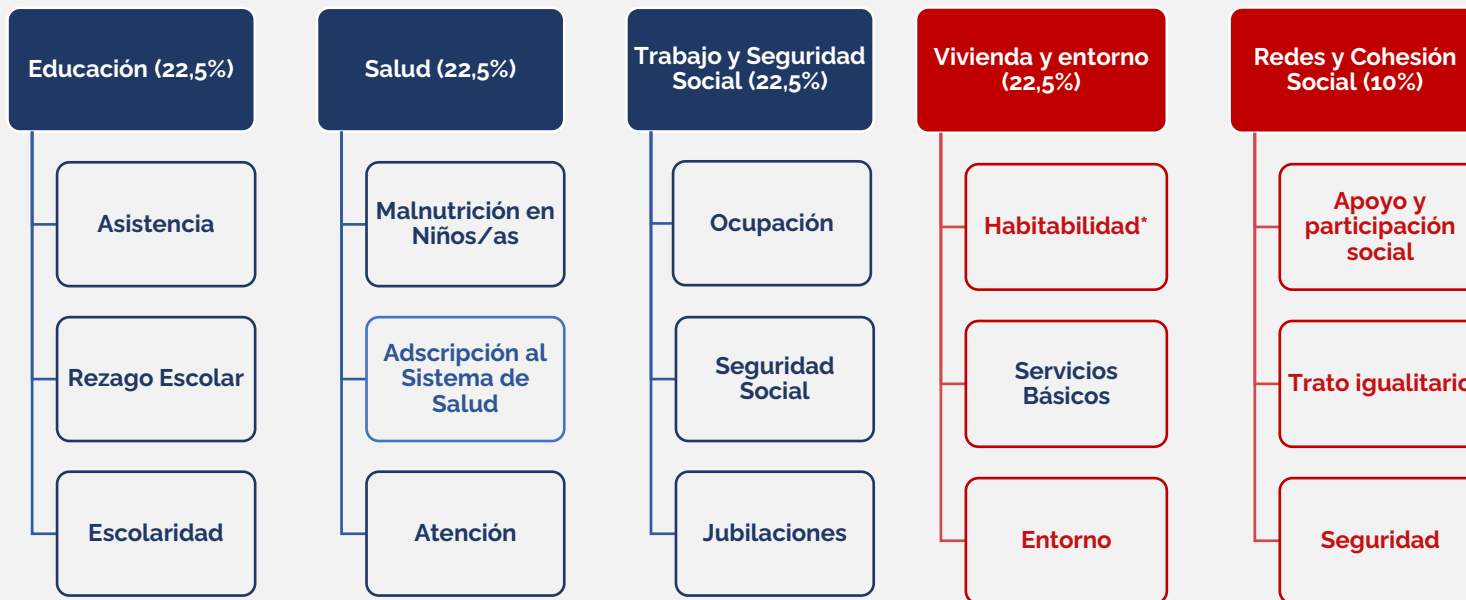 Educación (22,5%)
Asistencia
Rezago Escolar
Escolaridad
Salud (22,5%)
Malnutrición en
Niños/as
Adscripción al
Sistema de
Salud
Atención
Trabajo y Seguridad
Social (22,5%)
Ocupación
Seguridad
Social
Jubilaciones
Vivienda y entorno
(22,5%)
Habitabilidad*
Servicios
Básicos
Entorno
Redes y Cohesión
Social (10%)
Apoyo y
participación
social
Trato igualitario
Seguridad